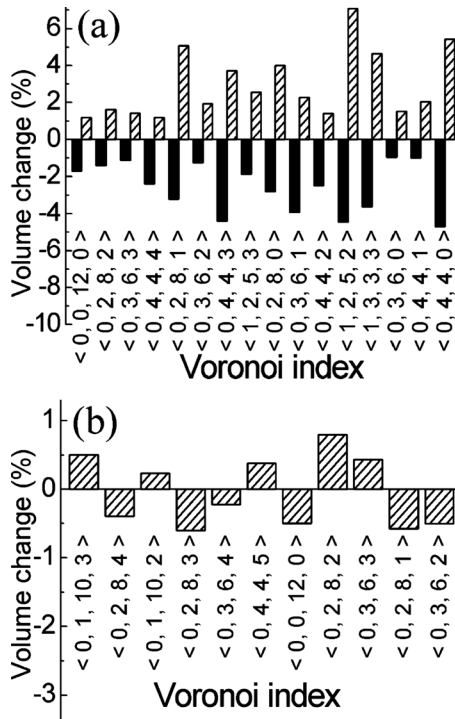 (a)
Volume change (%)
6
4
2
0
-2
-4
-6
-8
-10
< 0, 0, 12, 0 >
< 0, 2, 8, 2 >
< 0, 3, 6, 3 >
< 0, 4, 4, 4 >
< 0, 2, 8, 1 >
< 0, 3, 6, 2 >
< 0, 4, 4, 3 >
< 1, 2, 5, 3 >
< 0, 2, 8, 0 >
< 0, 3, 6, 1 >
< 0, 4, 4, 2 >
< 1, 2, 5, 2 >
< 1, 3, 3, 3 >
< 0, 3, 6, 0 >
< 0, 4, 4, 1 >
< 0, 4, 4, 0 >
Voronoi index
(b)
Volume change (%)
1
0
-1
-2
-3
< 0, 1, 10, 3 >
< 0, 2, 8, 4 >
< 0, 1, 10, 2 >
< 0, 2, 8, 3 >
< 0, 3, 6, 4 >
< 0, 4, 4, 5 >
< 0, 0, 12, 0 >
< 0, 2, 8, 2 >
< 0, 3, 6, 3 >
< 0, 2, 8, 1 >
< 0, 3, 6, 2 >
Voronoi index